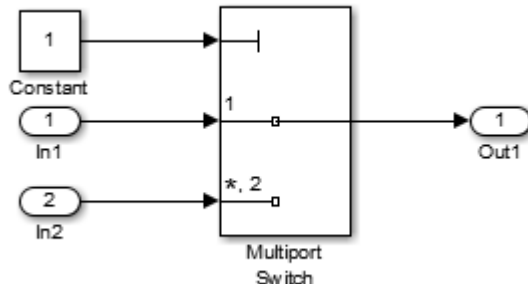 1
Constant
1
In1
2
In2
1
*, 2
Multiport
Switch
1
Out1